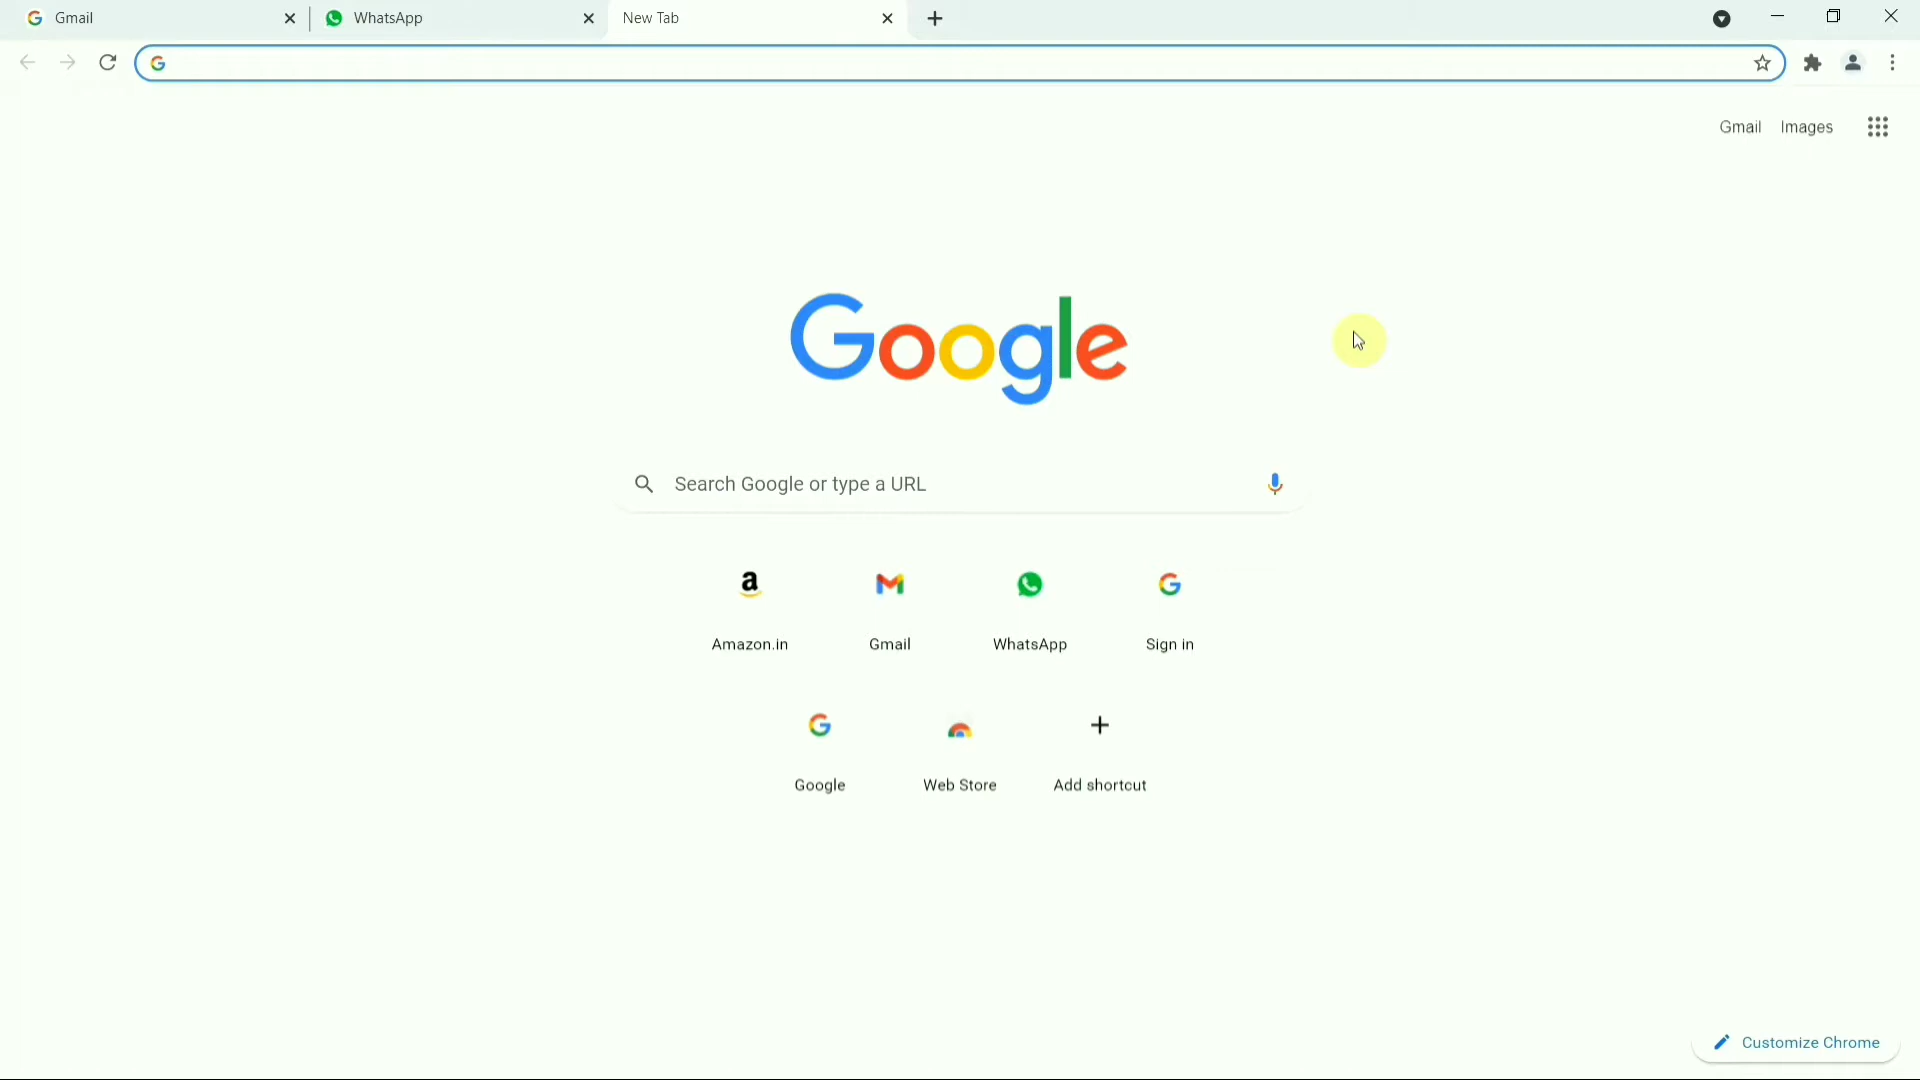 Gmail
WhatsApp
New Tab
Gmail Images
Google
Search Google or type a URL
Amazon.in Gmail WhatsApp Sign in
Google Web Store Add shortcut
Customize Chrome